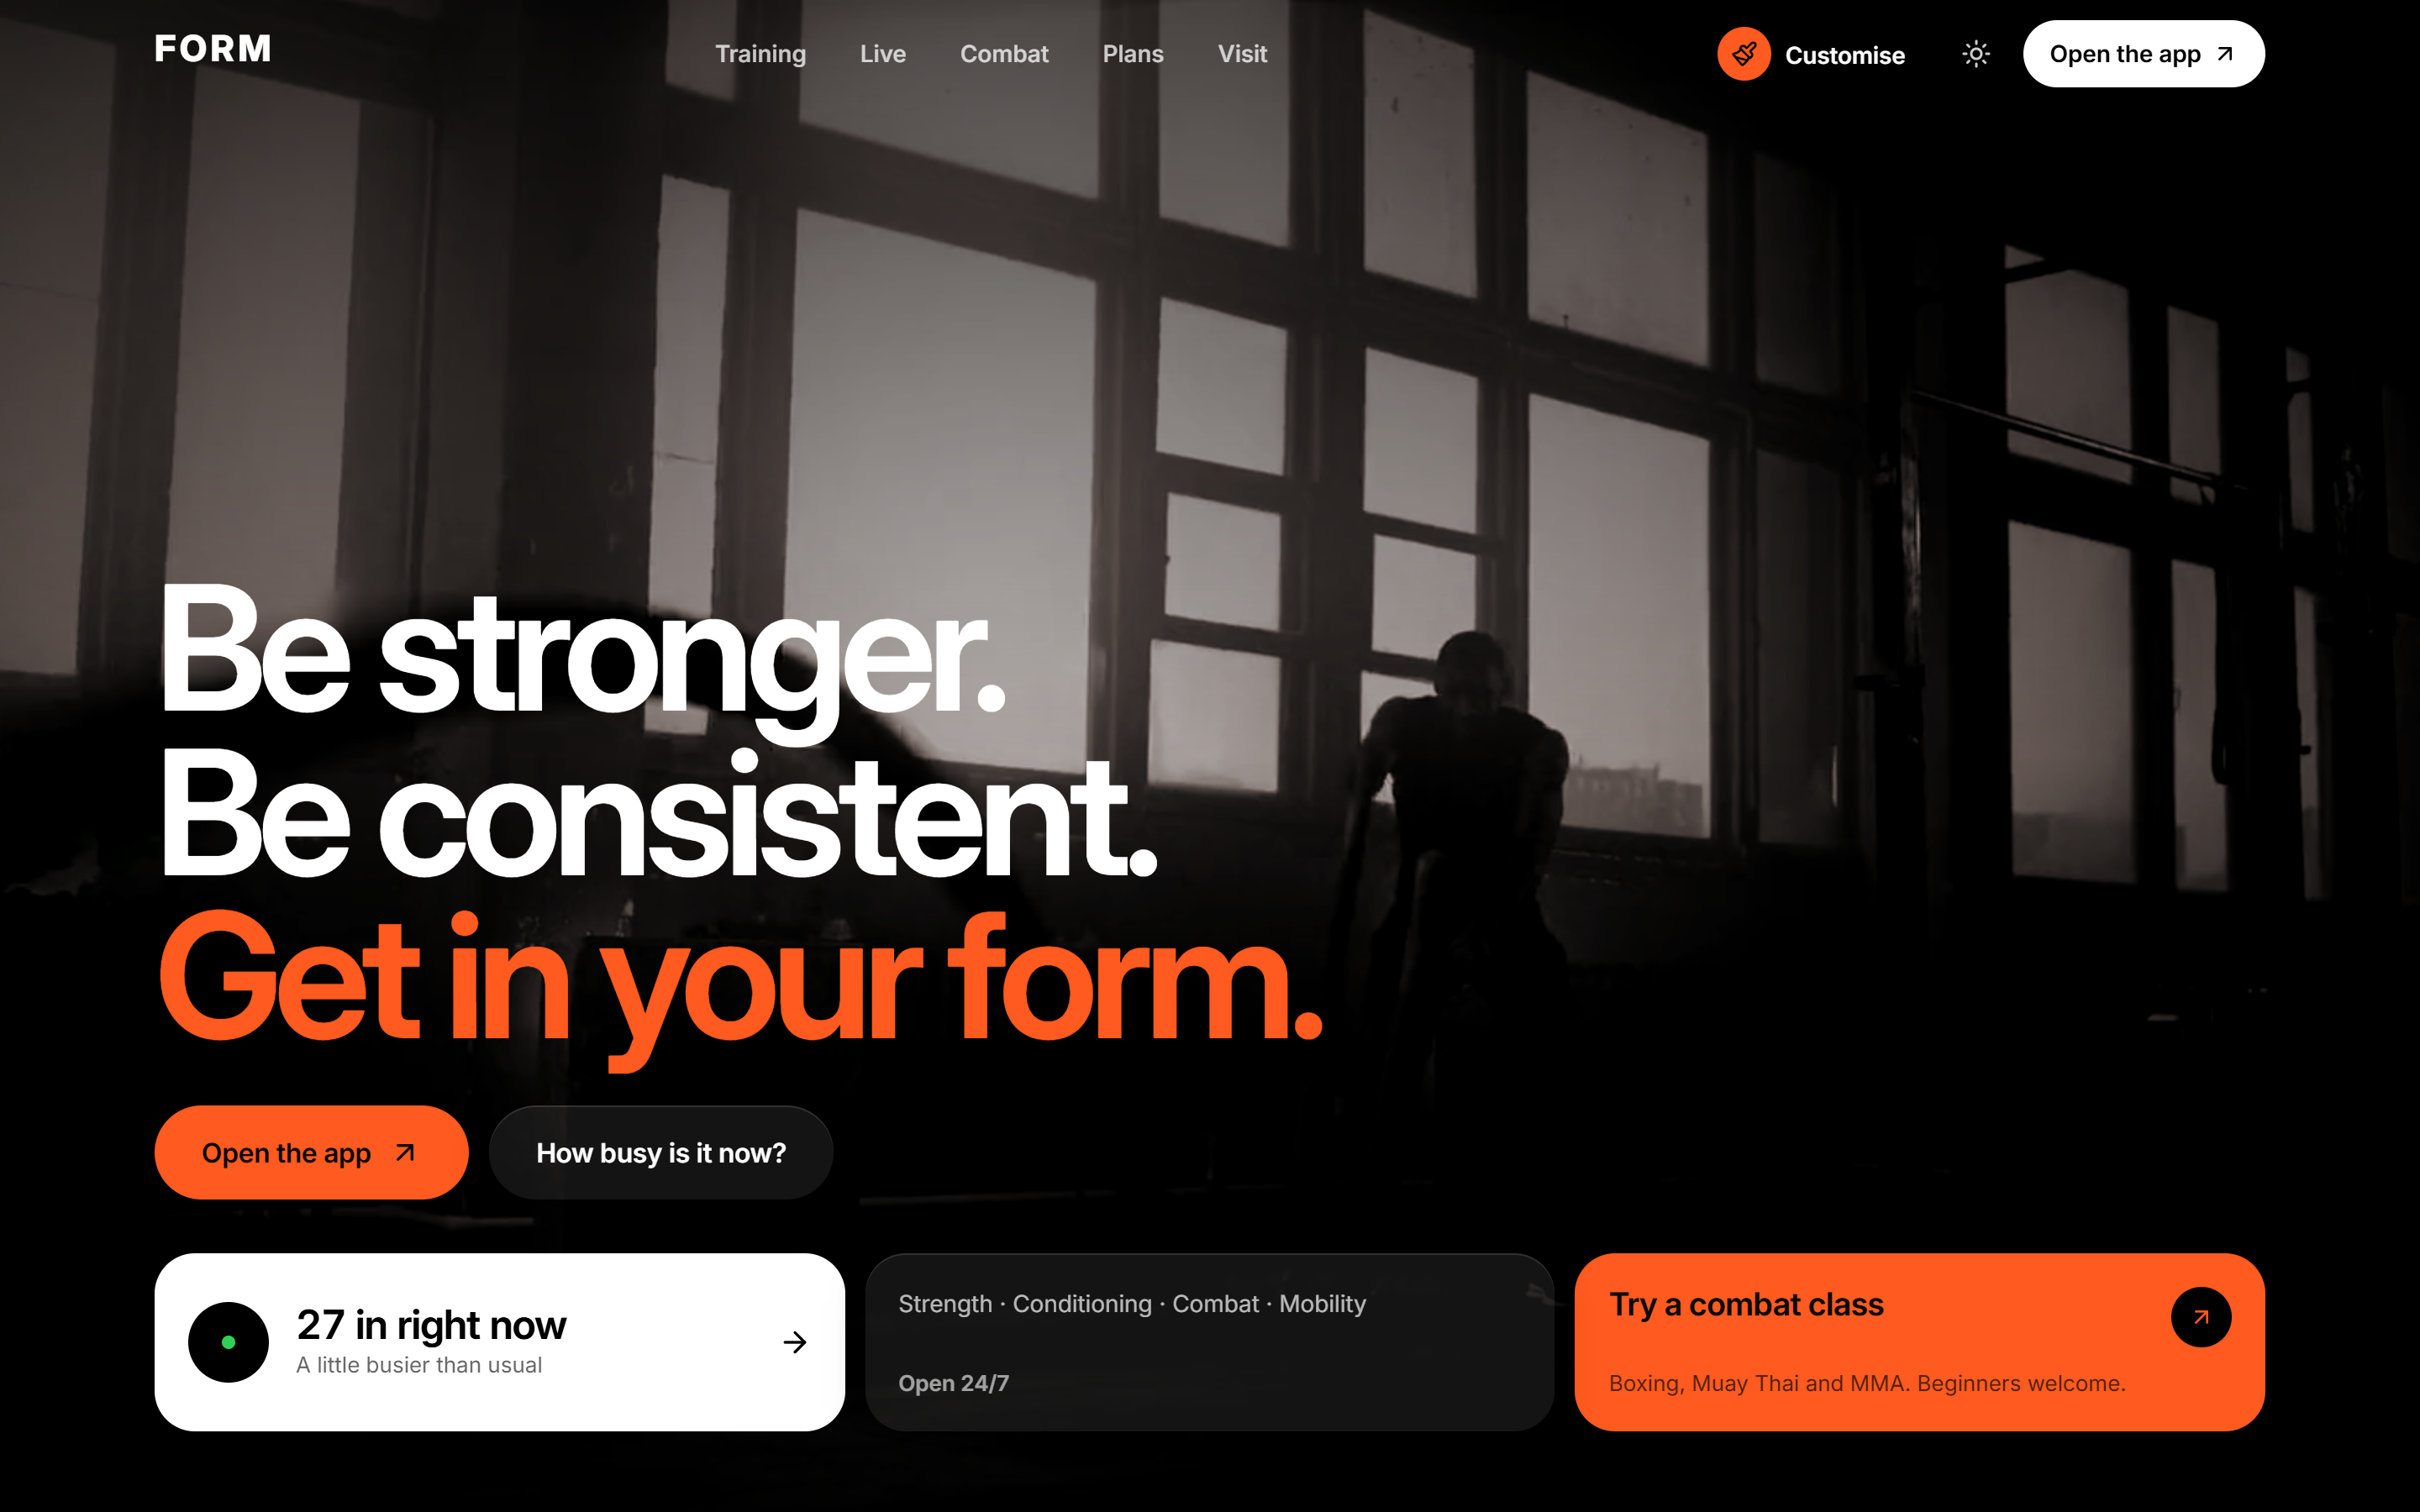 FORM
Training
Live
Combat
Plans
Visit
Customise
Open the app
Be stronger.
Be consistent.
Get in your form.
Open the app
How busy is it now?
27 in right now
A little busier than usual
Strength · Conditioning · Combat · Mobility
Open 24/7
Try a combat class
Boxing, Muay Thai and MMA. Beginners welcome.